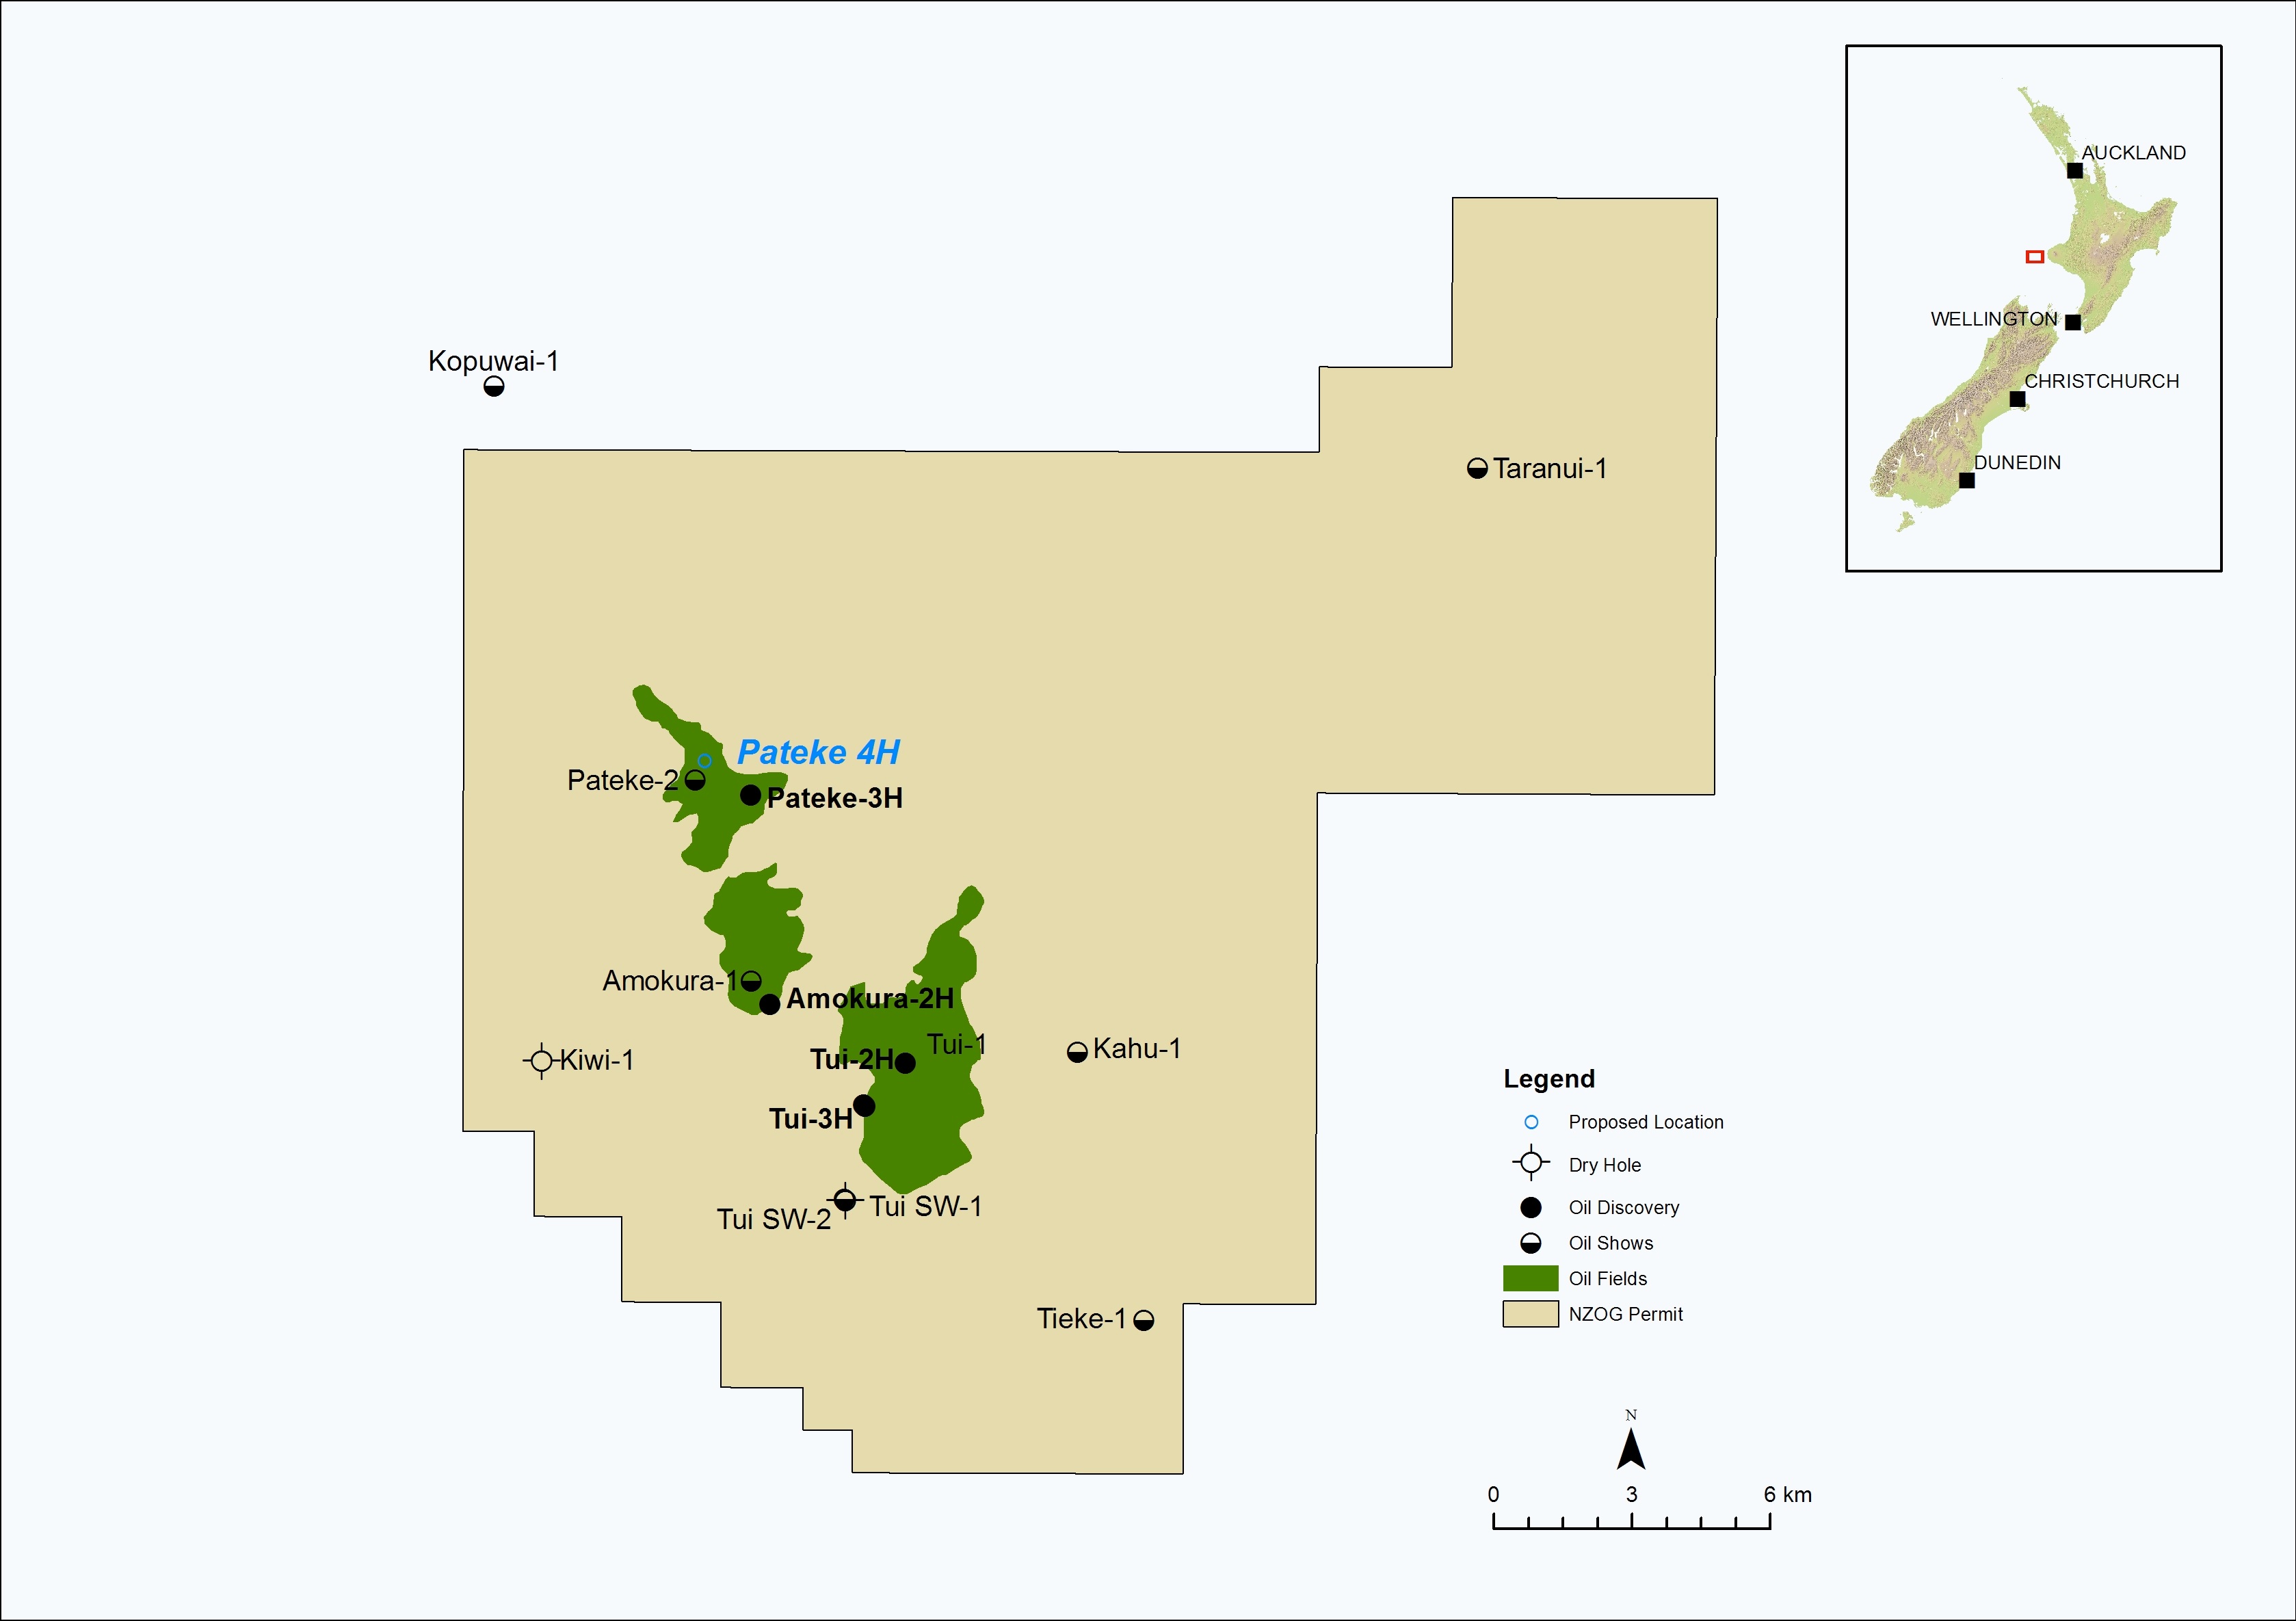 AUCKLAND
WELLINGTON
CHRISTCHURCH
DUNEDIN
Kopuwai-1
Taranui-1
Pateke 4H
Pateke-2
Pateke-3H
Amokura-1
Amokura-2H
Tui-1
Tui-2H
Kahu-1
Kiwi-1
Tui-3H
Tui SW-1
Tui SW-2
Tieke-1
Legend
Proposed Location
Dry Hole
Oil Discovery
Oil Shows
Oil Fields
NZOG Permit
N
0 3 6 km